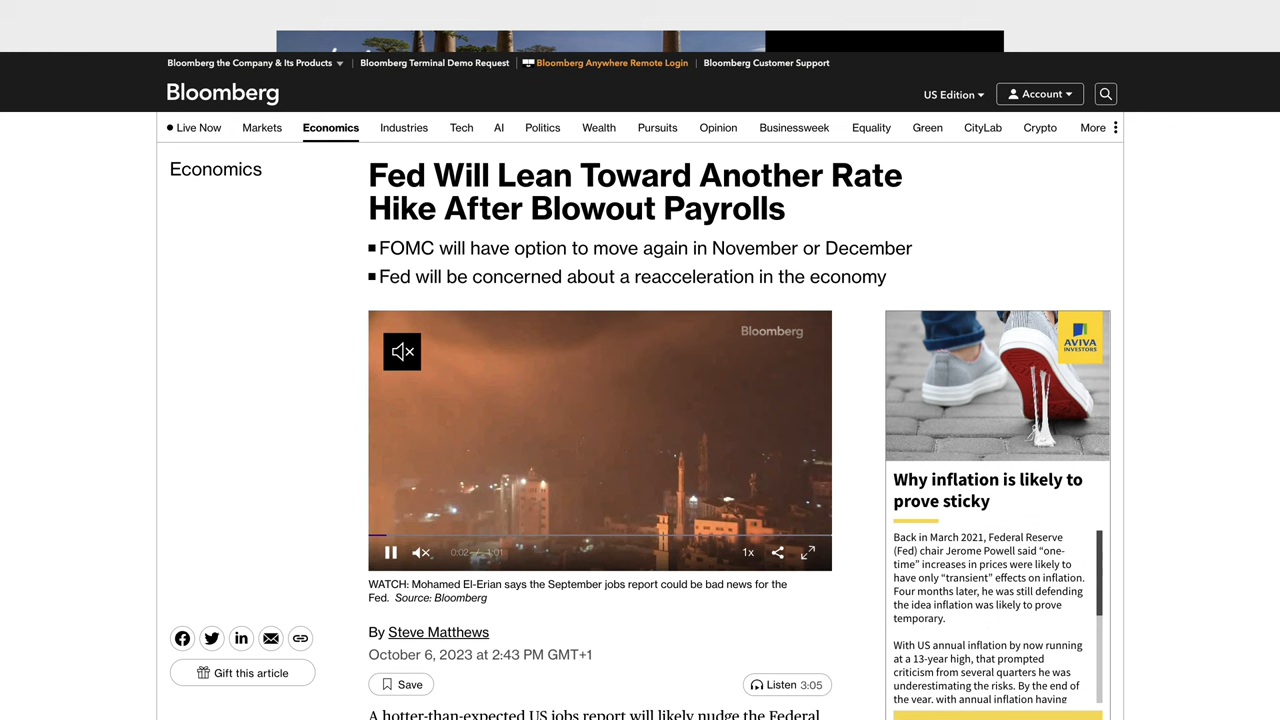 Bloomberg the Company & Its Products
Bloomberg Terminal Demo Request
Bloomberg Anywhere Remote Login
Bloomberg Customer Support
Bloomberg
US Edition
Account
Live Now
Markets
Economics
Industries
Tech
AI
Politics
Wealth
Pursuits
Opinion
Businessweek
Equality
Green
CityLab
Crypto
More
Economics
Fed Will Lean Toward Another Rate
Hike After Blowout Payrolls
FOMC will have option to move again in November or December
Fed will be concerned about a reacceleration in the economy
Bloomberg
0:02 / 1:01
1x
WATCH: Mohamed El-Erian says the September jobs report could be bad news for the
Fed. Source: Bloomberg
By Steve Matthews
October 6, 2023 at 2:43 PM GMT+1
Gift this article
Save
Listen 3:05
A hotter-than-expected US jobs report will likely nudge the Federal
AVIVA
INVESTORS
Why inflation is likely to
prove sticky
Back in March 2021, Federal Reserve
(Fed) chair Jerome Powell said “one-
time” increases in prices were likely to
have only “transient” effects on inflation.
Four months later, he was still defending
the idea inflation was likely to prove
temporary.
With US annual inflation by now running
at a 13-year high, that prompted
criticism from several quarters he was
underestimating the risks. By the end of
the year, with annual inflation having